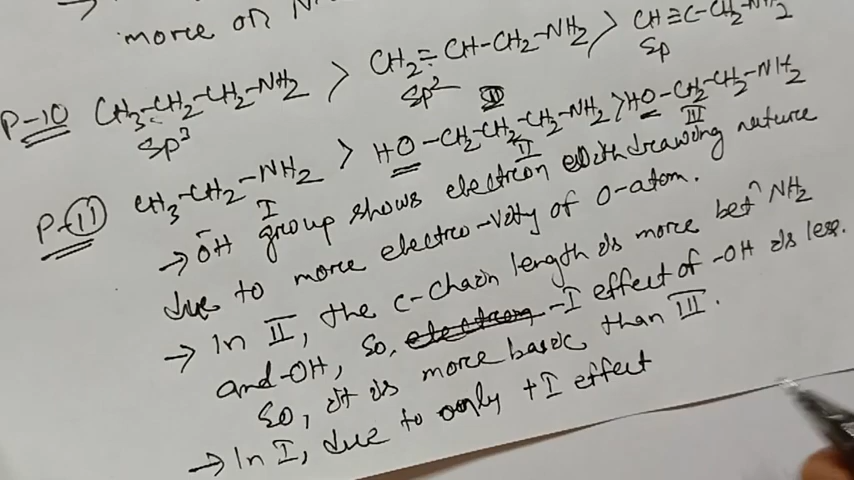 more on
P-10 CH3-CH2-CH2-NH2 > CH2=CH-CH2-NH2 > CH≡C-CH2-NH2
Sp3 Sp2 Sp
P-11 CH3-CH2-NH2 > HO-CH2-CH2-CH2-NH2 > HO-CH2-CH2-NH2
I II III
→ -OH group shows electron withdrawing nature
due to more electro-vity of O-atom.
→ In II, the C-Chain length is more betn NH2
and -OH, So, -I effect of -OH is less.
So, it is more basic than III.
→ In I, due to only +I effect